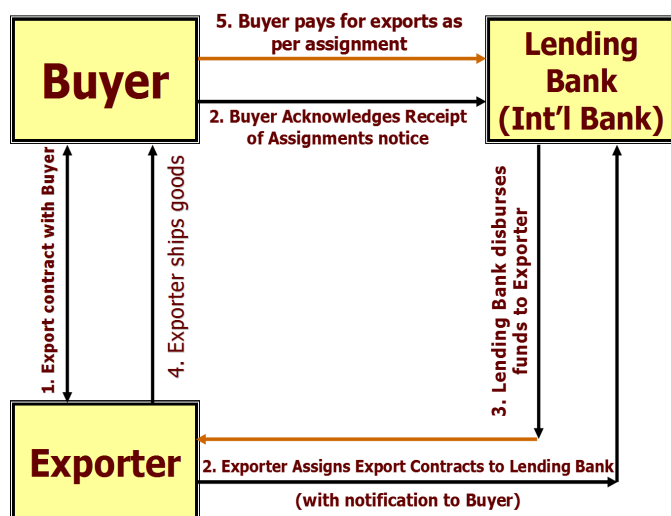 5. Buyer pays for exports as
per assignment
Buyer
Lending
Bank
(Int'l Bank)
2. Buyer Acknowledges Receipt
of Assignments notice
1. Export contract with Buyer
4. Exporter ships goods
3. Lending Bank disburses
funds to Exporter
Exporter
2. Exporter Assigns Export Contracts to Lending Bank
(with notification to Buyer)